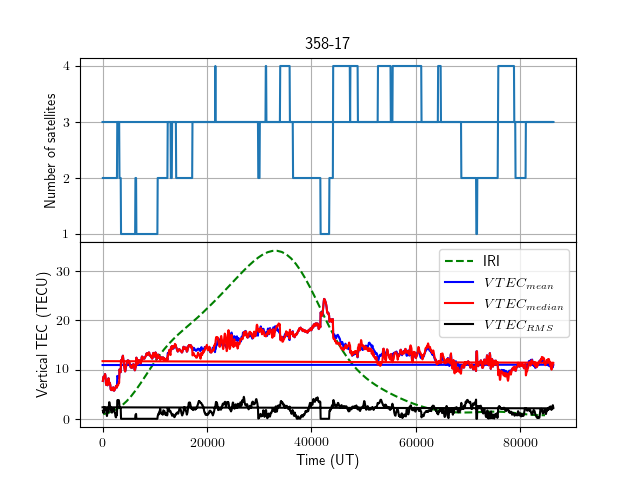 358-17
Number of satellites
4
3
2
1
Vertical TEC (TECU)
30
20
10
0
IRI
VTEC_mean
VTEC_median
VTEC_RMS
0 20000 40000 60000 80000
Time (UT)